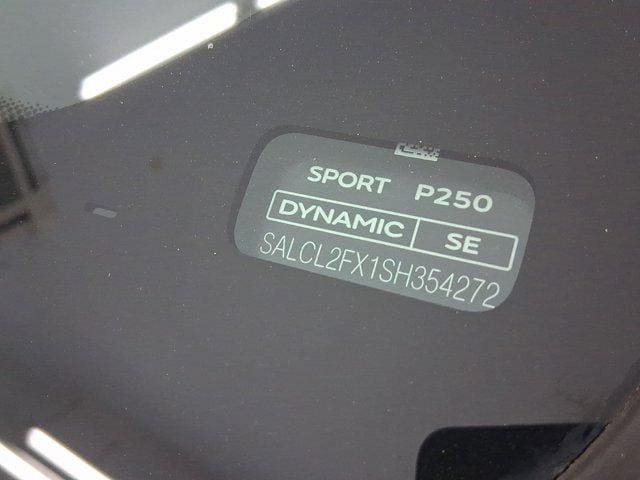 SPORT P250
DYNAMIC SE
SALCL2FX1SH354272